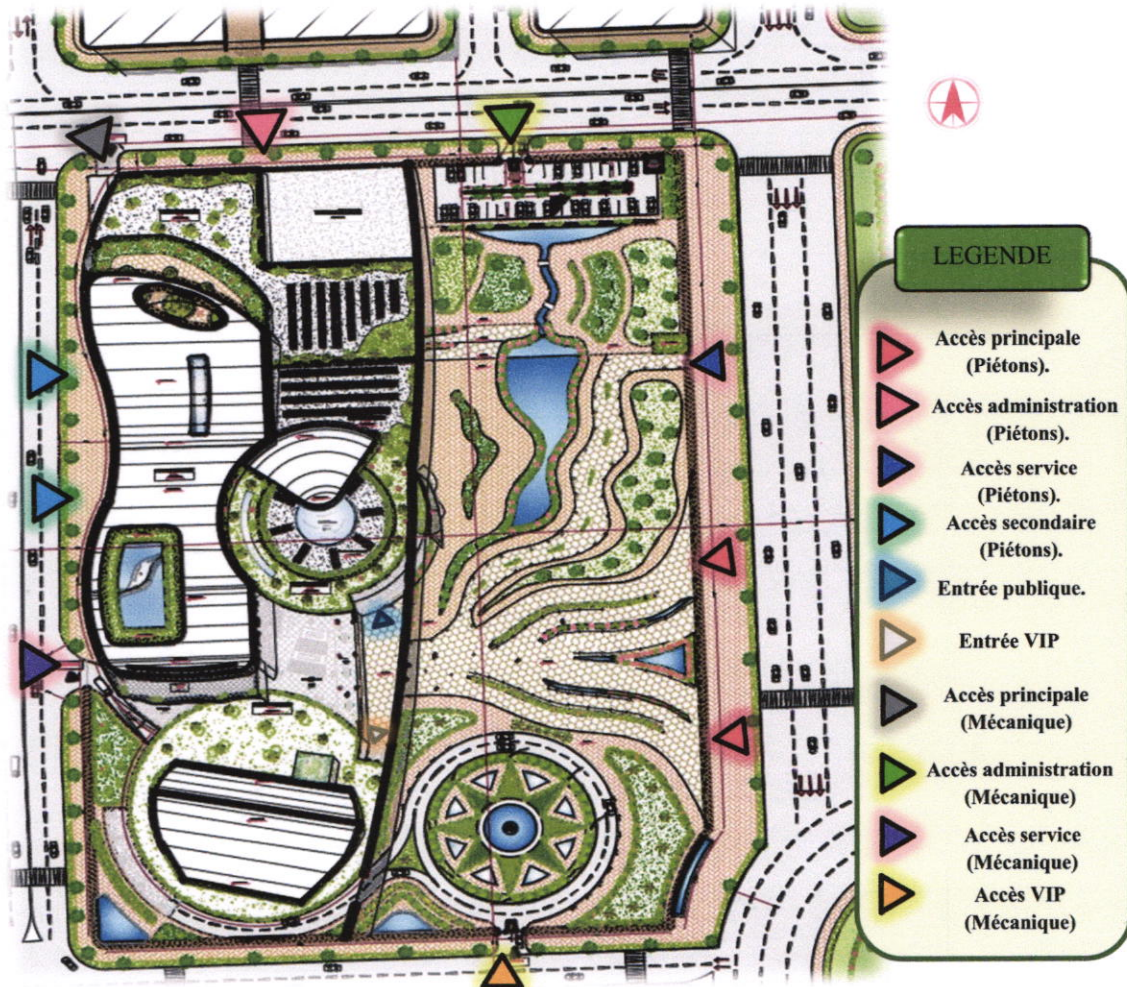 LEGENDE
Accès principale
(Piétons).
Accès administration
(Piétons).
Accès service
(Piétons).
Accès secondaire
(Piétons).
Entrée publique.
Entrée VIP
Accès principale
(Mécanique)
Accès administration
(Mécanique)
Accès service
(Mécanique)
Accès VIP
(Mécanique)